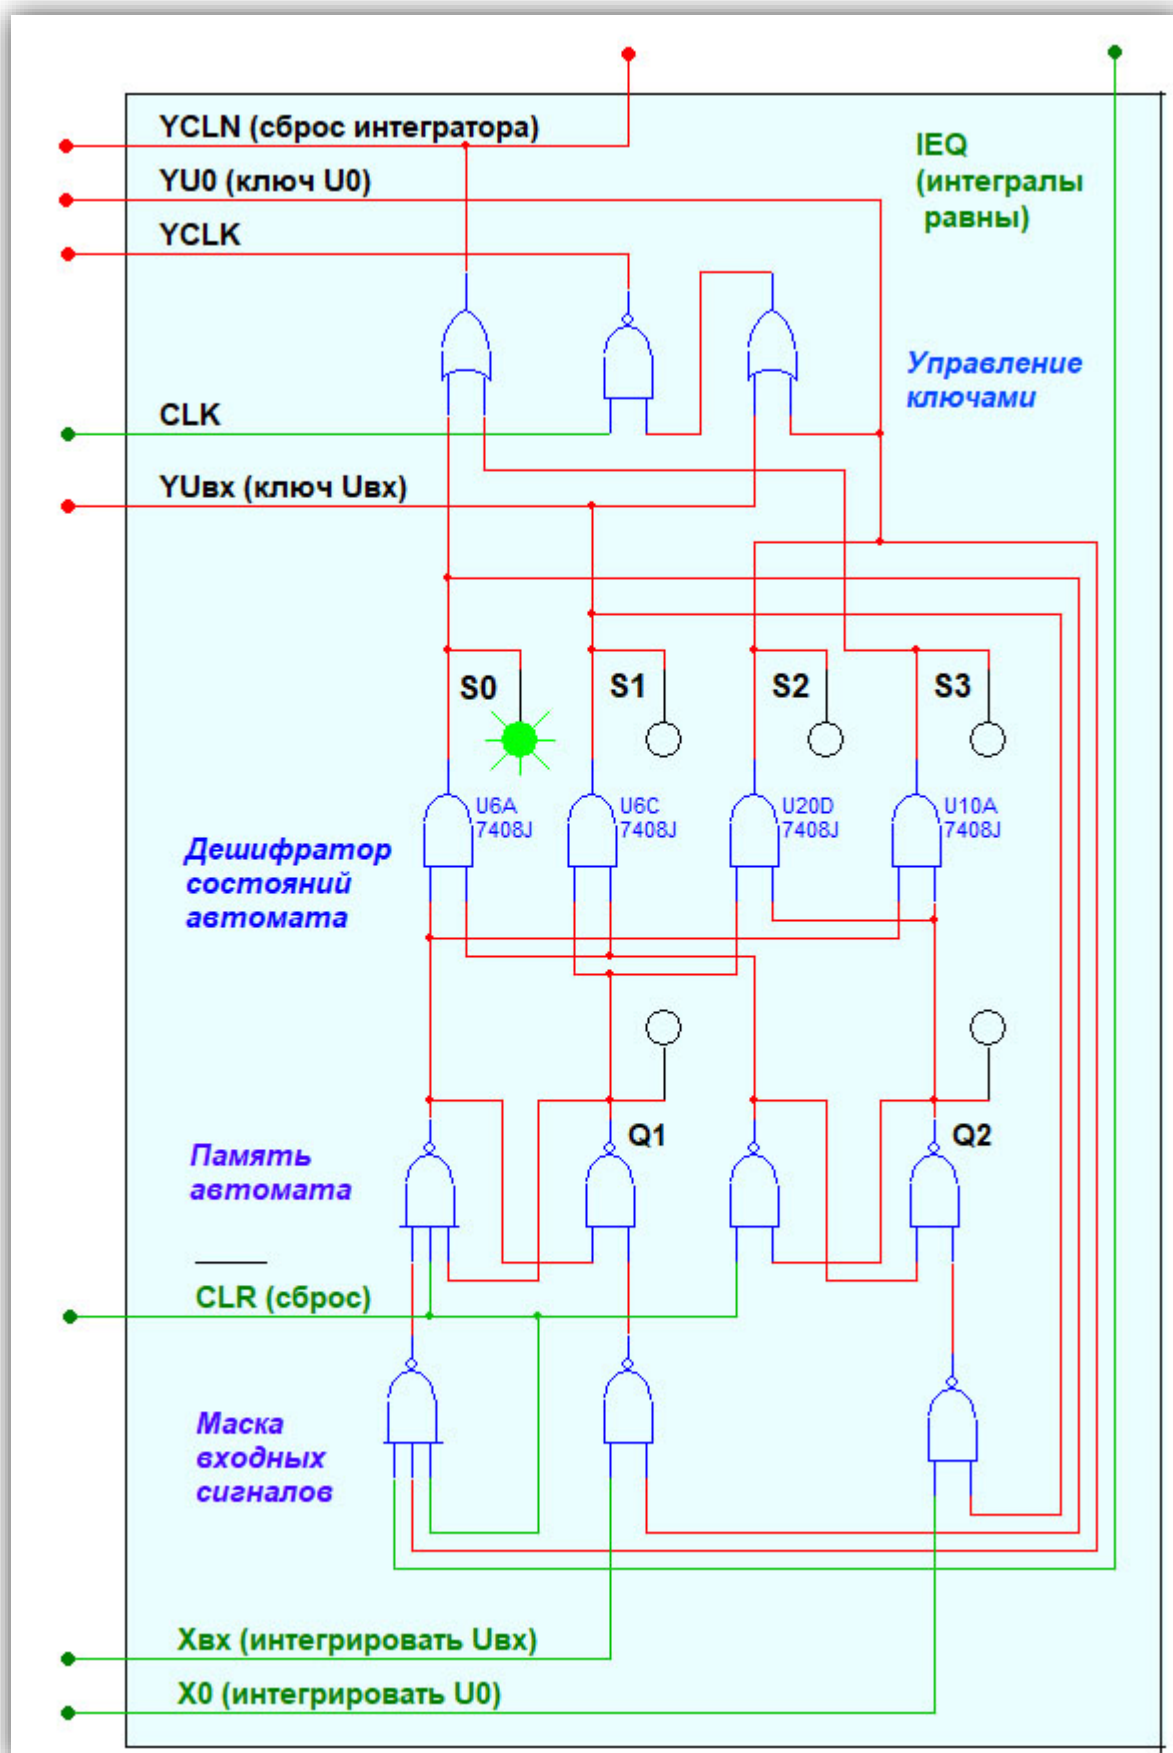 YCLN (сброс интегратора)
YU0 (ключ U0)
YCLK
IEQ
(интегралы
равны)
Управление
ключами
CLK
YUвх (ключ Uвх)
S0
S1
S2
S3
U6A
7408J
U6C
7408J
U20D
7408J
U10A
7408J
Дешифратор
состояний
автомата
Q1
Q2
Память
автомата
CLR (сброс)
Маска
входных
сигналов
Xвх (интегрировать Uвх)
X0 (интегрировать U0)